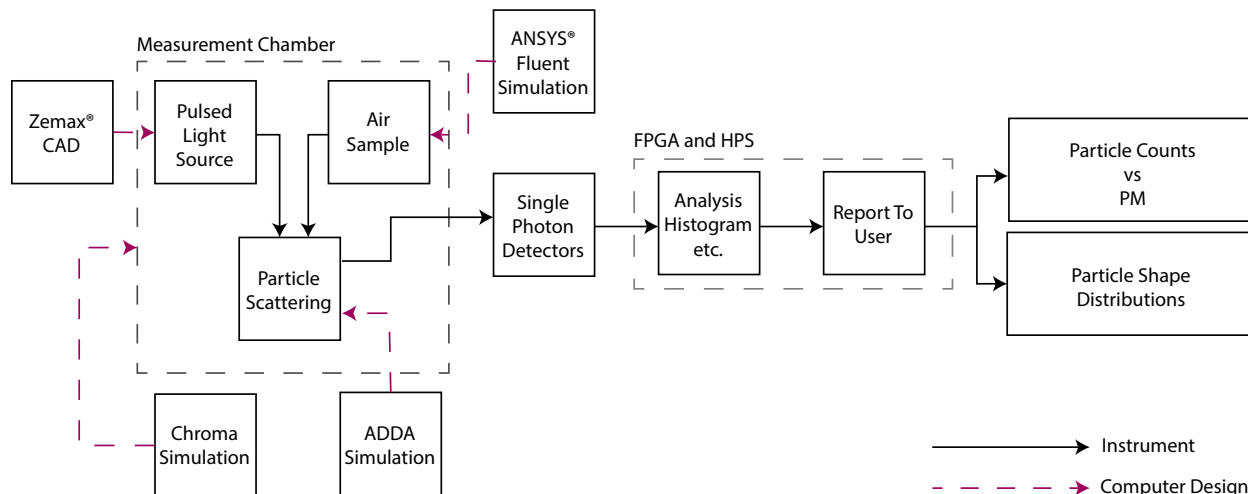 Measurement Chamber
ANSYS®
Fluent
Simulation
Zemax®
CAD
Pulsed
Light
Source
Air
Sample
FPGA and HPS
Particle Counts
vs
PM
Single
Photon
Detectors
Analysis
Histogram
etc.
Report To
User
Particle
Scattering
Particle Shape
Distributions
Chroma
Simulation
ADDA
Simulation
Instrument
Computer Design